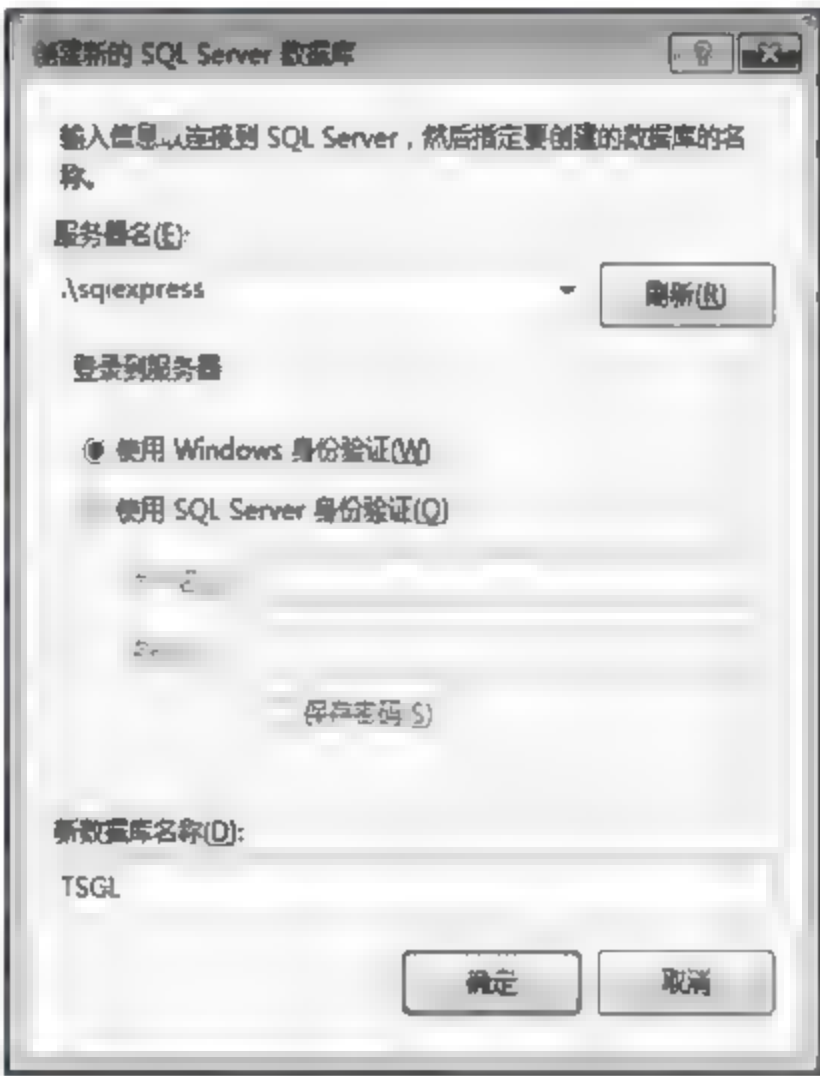 创建新的 SQL Server 数据库
输入信息以连接到 SQL Server，然后指定要创建的数据库的名
称。
服务器名(E):
.\sqlexpress
刷新(R)
登录到服务器
使用 Windows 身份验证(W)
使用 SQL Server 身份验证(Q)
保存密码 S)
新数据库名称(D):
TSGL
确定
取消